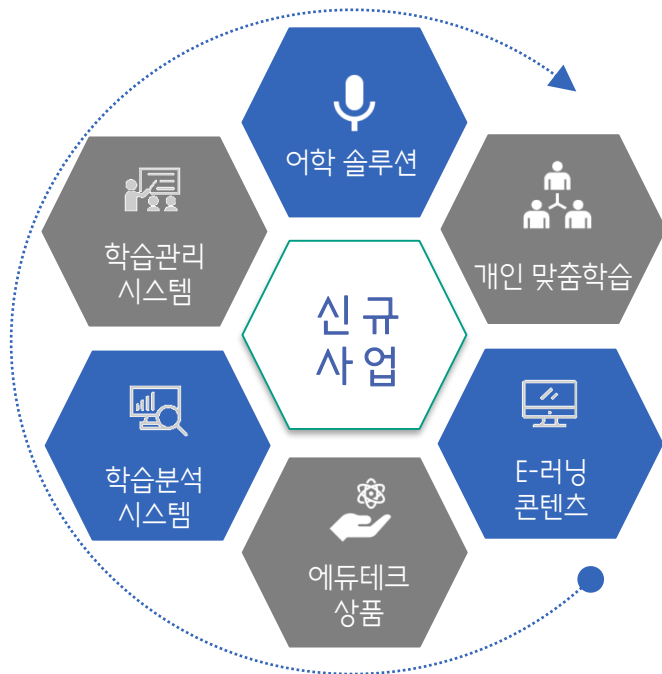 어학 솔루션
학습관리
시스템
개인 맞춤학습
신규
사업
학습분석
시스템
E-러닝
콘텐츠
에듀테크
상품